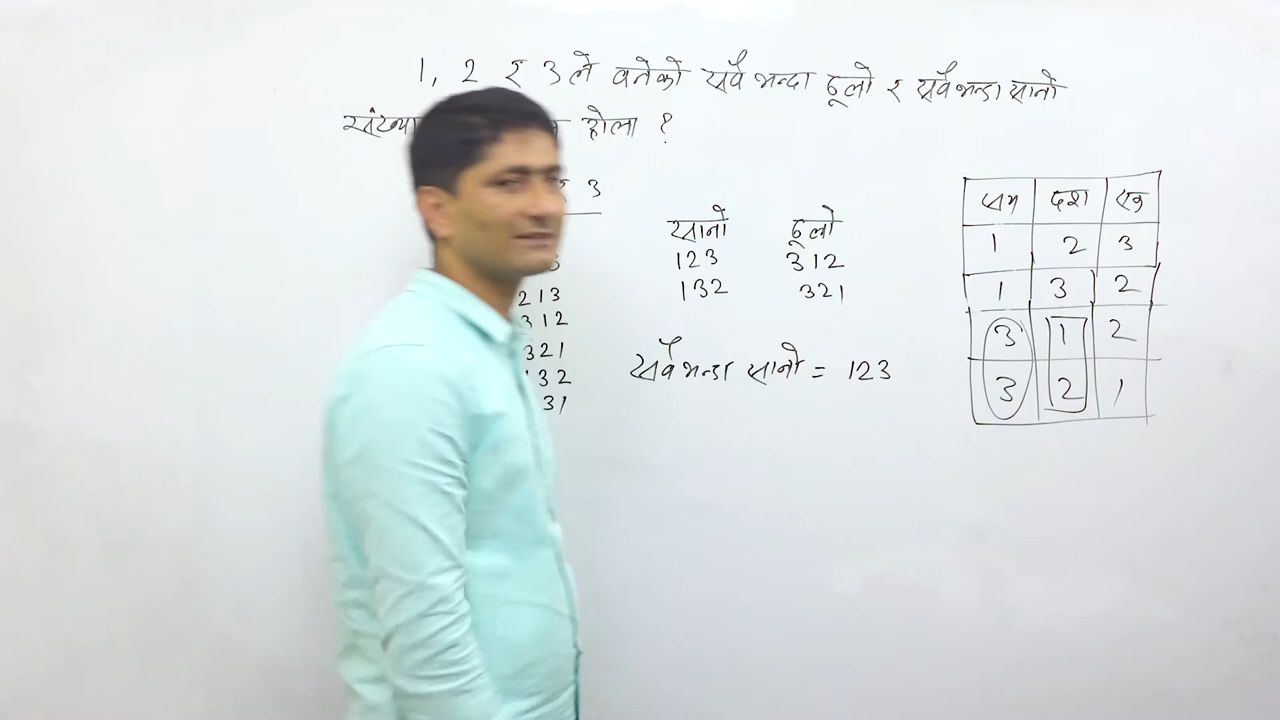 1, 2 र 3 ले बनेको सबै भन्दा ठूलो र सबै भन्दा सानो
संख्या होला ?
3
213
312
321
132
31
सानो ठूलो
123 312
132 321
सबै भन्दा सानो = 123
सय दश एक
1 2 3
1 3 2
3 1 2
3 2 1